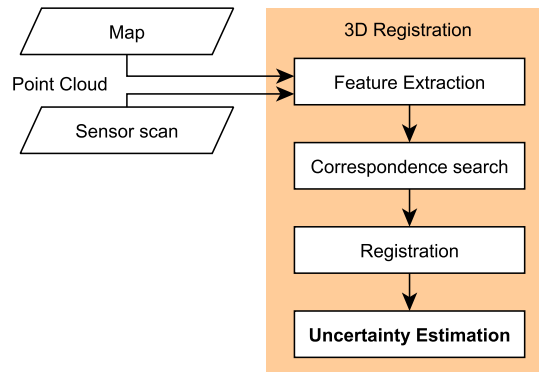 Map
Point Cloud
Sensor scan
3D Registration
Feature Extraction
Correspondence search
Registration
Uncertainty Estimation